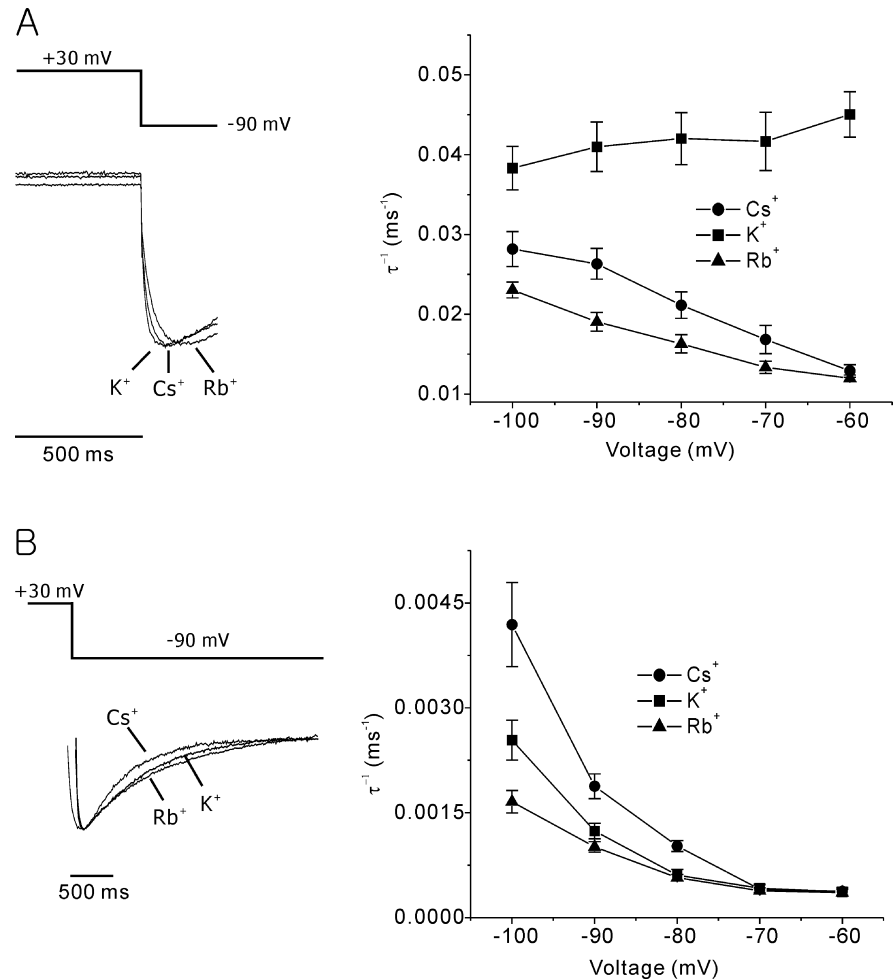 A
+30 mV
-90 mV
K⁺ Cs⁺ Rb⁺
500 ms
τ⁻¹ (ms⁻¹)
0.05
0.04
0.03
0.02
0.01
Cs⁺
K⁺
Rb⁺
-100 -90 -80 -70 -60
Voltage (mV)
B
+30 mV
-90 mV
Cs⁺
Rb⁺ K⁺
500 ms
τ⁻¹ (ms⁻¹)
0.0045
0.0030
0.0015
0.0000
Cs⁺
K⁺
Rb⁺
-100 -90 -80 -70 -60
Voltage (mV)